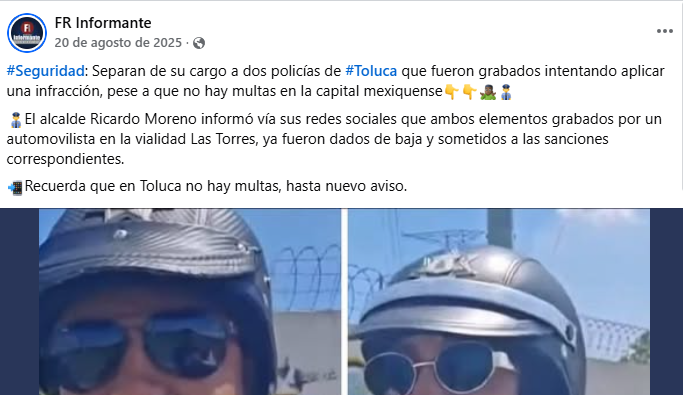 FR Informante
20 de agosto de 2025 ·
#Seguridad: Separan de su cargo a dos policías de #Toluca que fueron grabados intentando aplicar
una infracción, pese a que no hay multas en la capital mexiquense👇👇
El alcalde Ricardo Moreno informó vía sus redes sociales que ambos elementos grabados por un
automovilista en la vialidad Las Torres, ya fueron dados de baja y sometidos a las sanciones
correspondientes.
📲Recuerda que en Toluca no hay multas, hasta nuevo aviso.